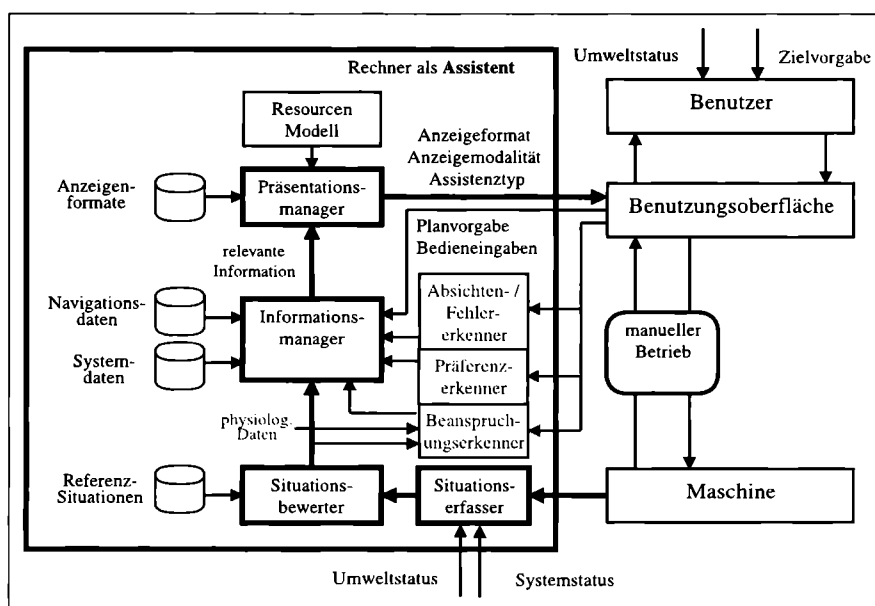 Umweltstatus
Zielvorgabe
Rechner als Assistent
Benutzer
Resourcen
Modell
Anzeigeformat
Anzeigemodalität
Assistenztyp
Anzeigen-
formate
Präsentations-
manager
Benutzungsoberfläche
relevante
Information
Planvorgabe
Bedieneingaben
Navigations-
daten
Informations-
manager
Absichten- /
Fehler-
erkenner
manueller
Betrieb
System-
daten
Präferenz-
erkenner
physiolog.
Daten
Beanspruch-
ungserkenner
Referenz-
Situationen
Situations-
bewerter
Situations-
erfasser
Maschine
Umweltstatus
Systemstatus